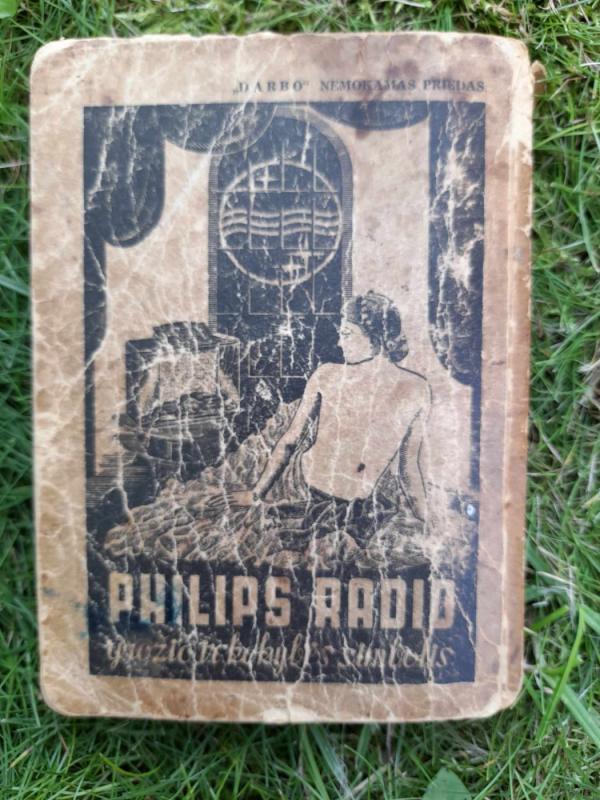 „DARBO" NEMOKAMAS PRIEDAS
PHILIPS RADIO
grožio ir kokybės simbolis